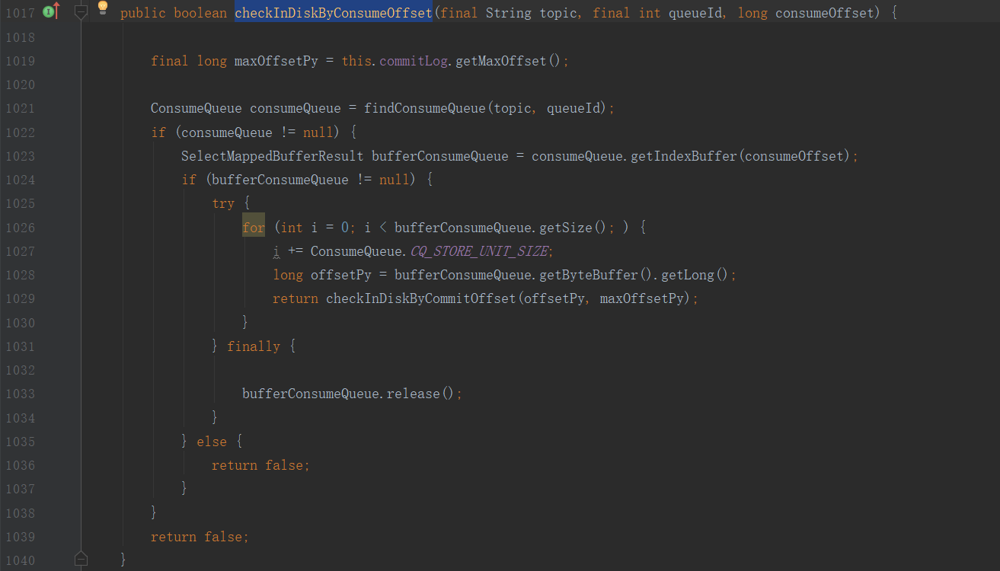 1017 public boolean checkInDiskByConsumeOffset(final String topic, final int queueId, long consumeOffset) {
1018
1019 final long maxOffsetPy = this.commitLog.getMaxOffset();
1020
1021 ConsumeQueue consumeQueue = findConsumeQueue(topic, queueId);
1022 if (consumeQueue != null) {
1023 SelectMappedBufferResult bufferConsumeQueue = consumeQueue.getIndexBuffer(consumeOffset);
1024 if (bufferConsumeQueue != null) {
1025 try {
1026 for (int i = 0; i < bufferConsumeQueue.getSize(); ) {
1027 i += ConsumeQueue.CQ_STORE_UNIT_SIZE;
1028 long offsetPy = bufferConsumeQueue.getByteBuffer().getLong();
1029 return checkInDiskByCommitOffset(offsetPy, maxOffsetPy);
1030 }
1031 } finally {
1032
1033 bufferConsumeQueue.release();
1034 }
1035 } else {
1036 return false;
1037 }
1038 }
1039 return false;
1040 }